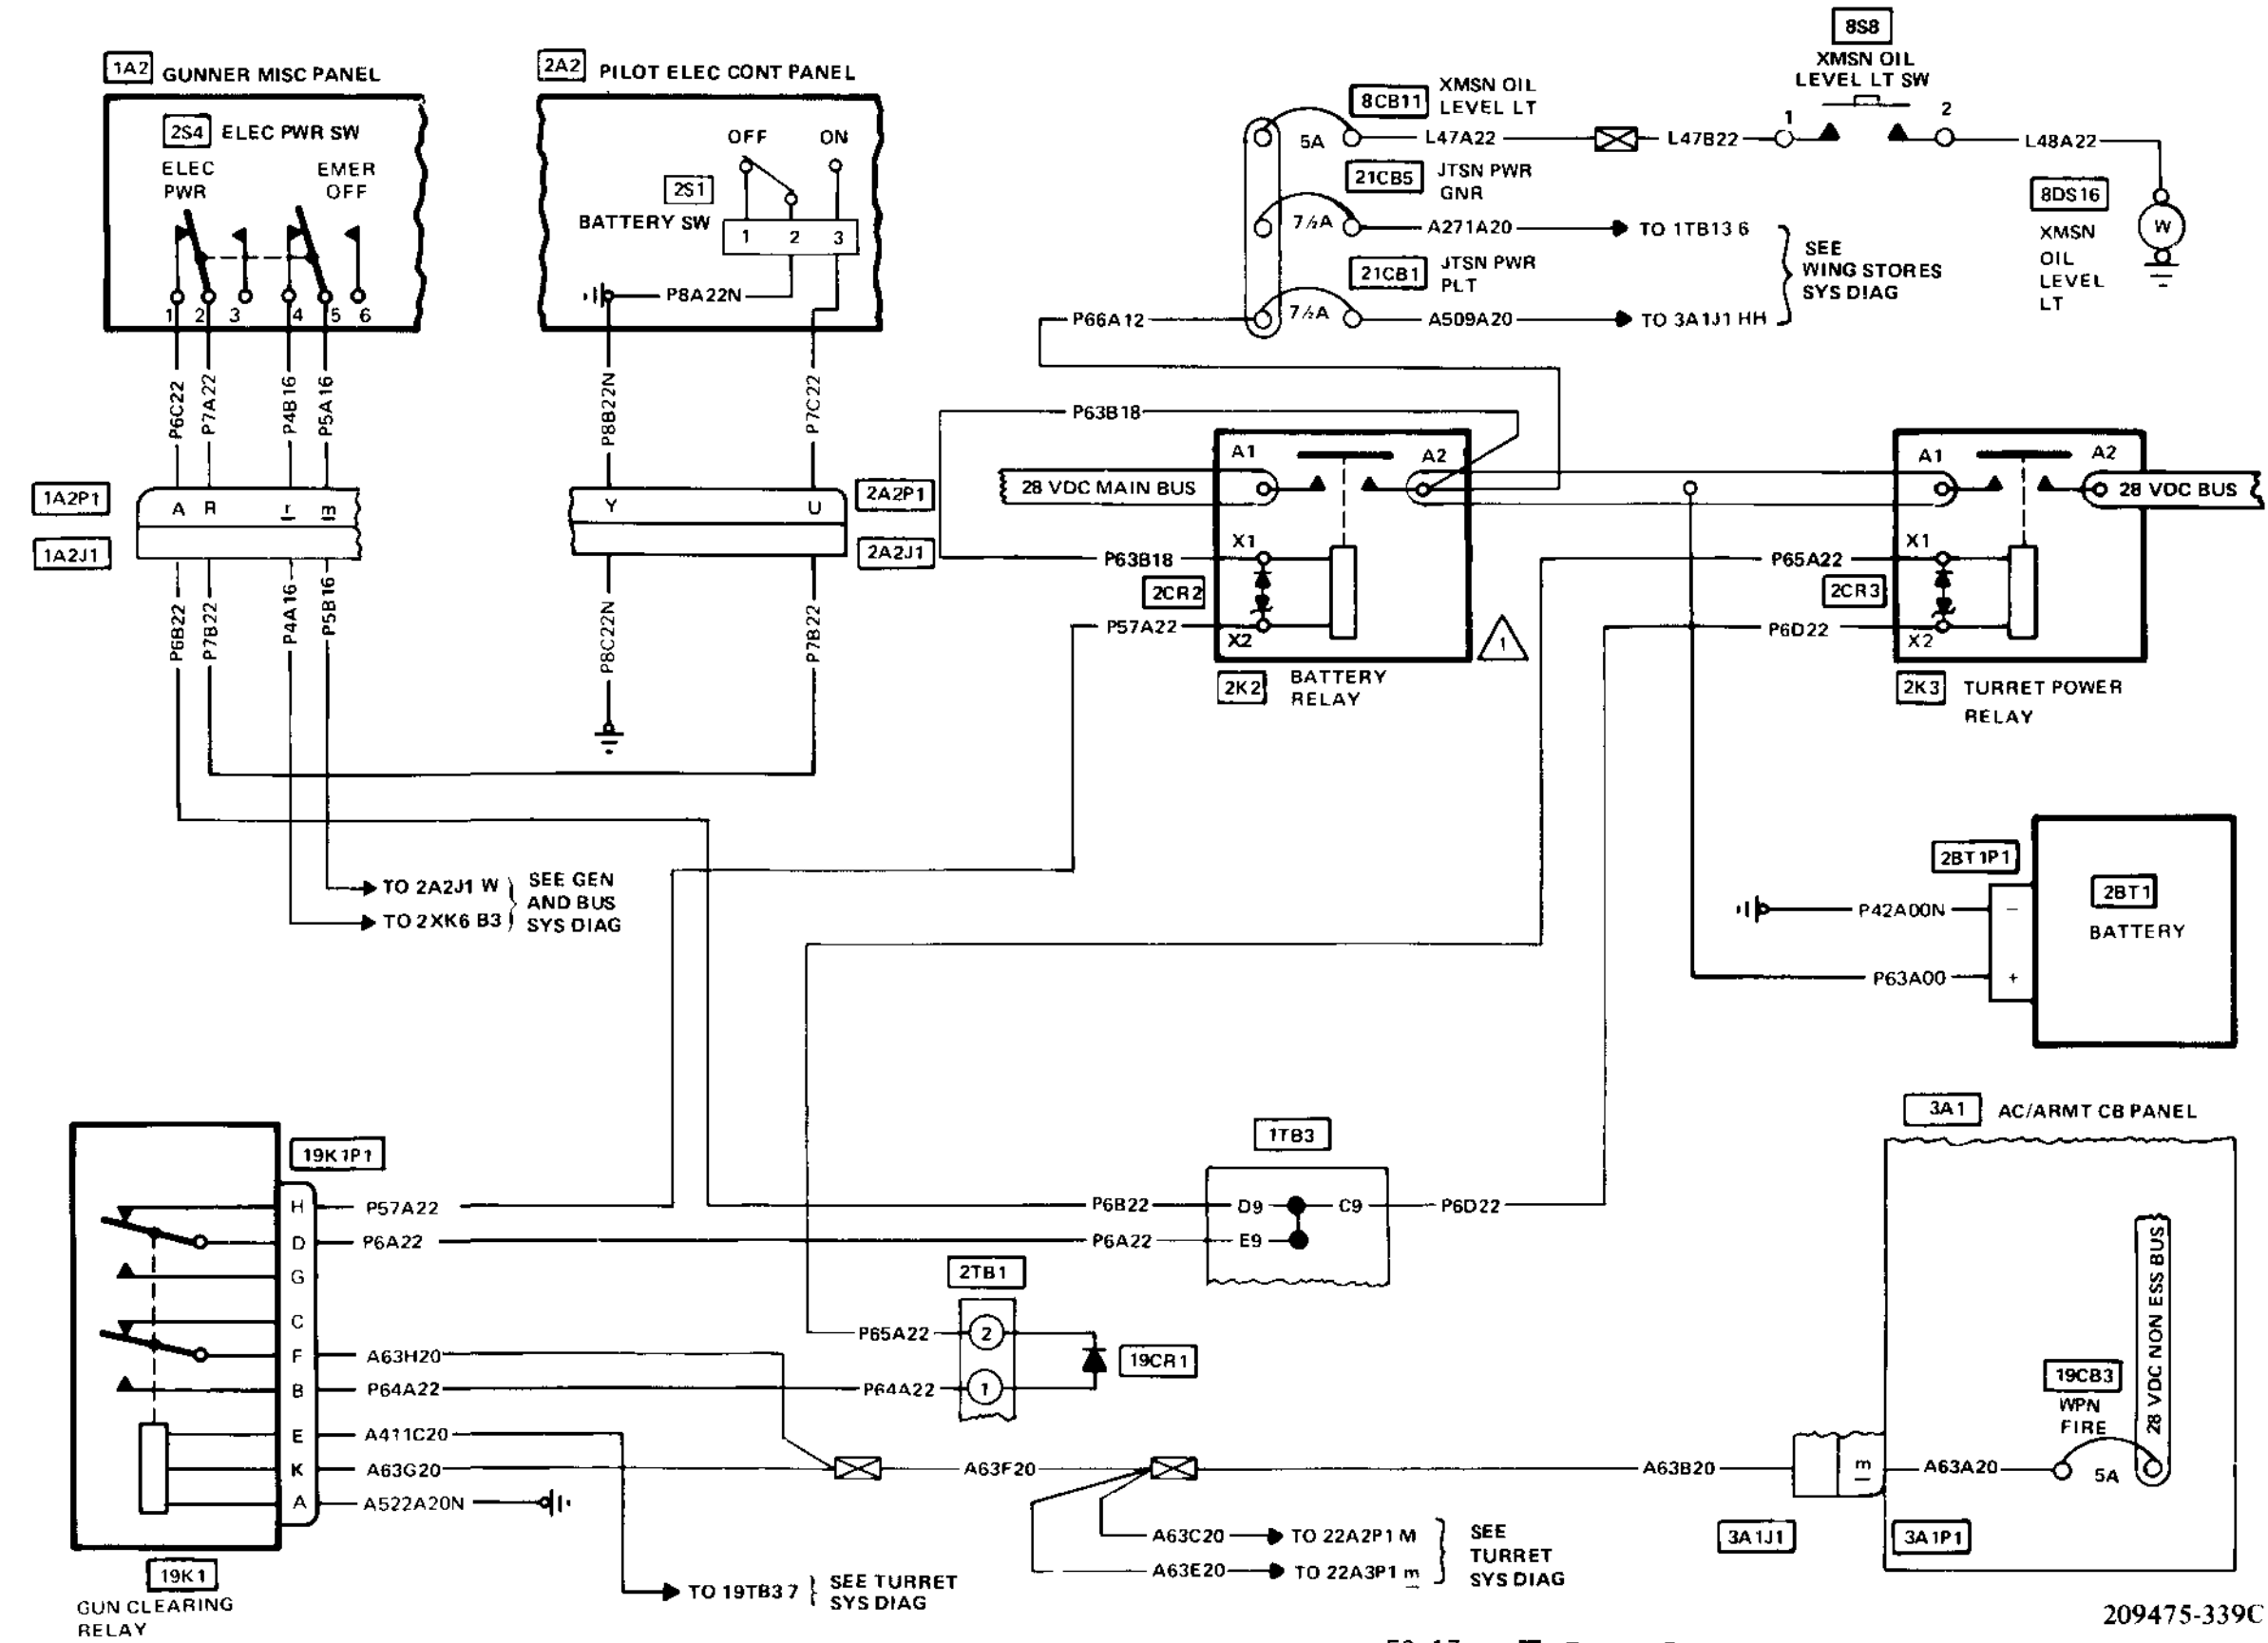 1A2 GUNNER MISC PANEL
2S4 ELEC PWR SW
ELEC PWR
EMER OFF
1 2 3 4 5 6
P6C22
P7A22
P4B16
P5A16
1A2P1
A R r m
1A2J1
P6B22
P7B22
P4A16
P5B16
TO 2A2J1 W
TO 2XK6 B3
SEE GEN
AND BUS
SYS DIAG
2A2 PILOT ELEC CONT PANEL
OFF ON
2S1
BATTERY SW
1 2 3
P8A22N
P8B22N
P7C22
Y U
2A2P1
2A2J1
P8C22N
P7B22
8CB11
XMSN OIL
LEVEL LT
5A
L47A22
L47B22
8S8
XMSN OIL
LEVEL LT SW
1 2
L48A22
8DS16
XMSN
OIL
LEVEL
LT
W
21CB5
JTSN PWR
GNR
7½A
A271A20
TO 1TB13 6
21CB1
JTSN PWR
PLT
7½A
A509A20
TO 3A1J1 HH
SEE
WING STORES
SYS DIAG
P66A12
P63B18
A1 A2
28 VDC MAIN BUS
X1
P63B18
2CR2
P57A22
X2
1
2K2
BATTERY
RELAY
A1 A2
28 VDC BUS
X1
P65A22
2CR3
P6D22
X2
2K3
TURRET POWER
RELAY
2BT1P1
2BT1
BATTERY
P42A00N
−
P63A00
+
19K1P1
H P57A22
D P6A22
G
C
F A63H20
B P64A22
E A411C20
K A63G20
A A522A20N
19K1
GUN CLEARING
RELAY
TO 19TB3 7
SEE TURRET
SYS DIAG
1TB3
P6B22 D9 C9 P6D22
P6A22 E9
2TB1
P65A22 2
P64A22 1
19CR1
A63F20
A63B20
A63C20 TO 22A2P1 M
A63E20 TO 22A3P1 m
SEE
TURRET
SYS DIAG
3A1 AC/ARMT CB PANEL
28 VDC NON ESS BUS
19CB3
WPN
FIRE
5A
m A63A20
3A1J1
3A1P1
209475-339C